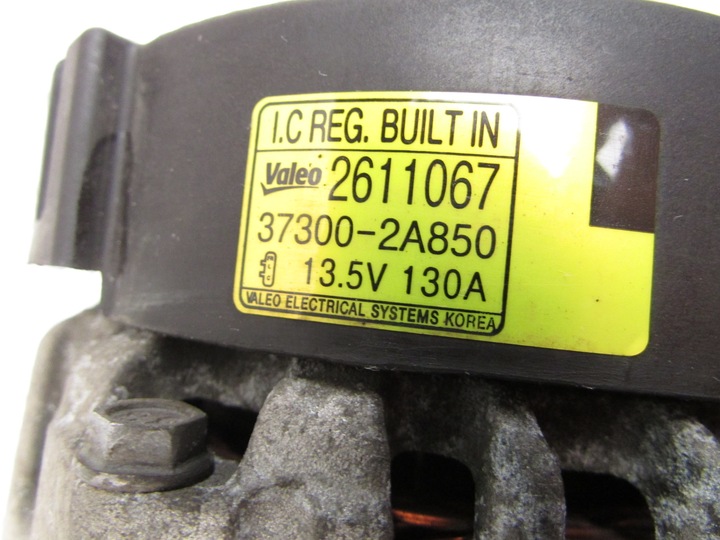 I.C REG. BUILT IN
Valeo 2611067
37300-2A850
13.5V 130A
VALEO ELECTRICAL SYSTEMS KOREA